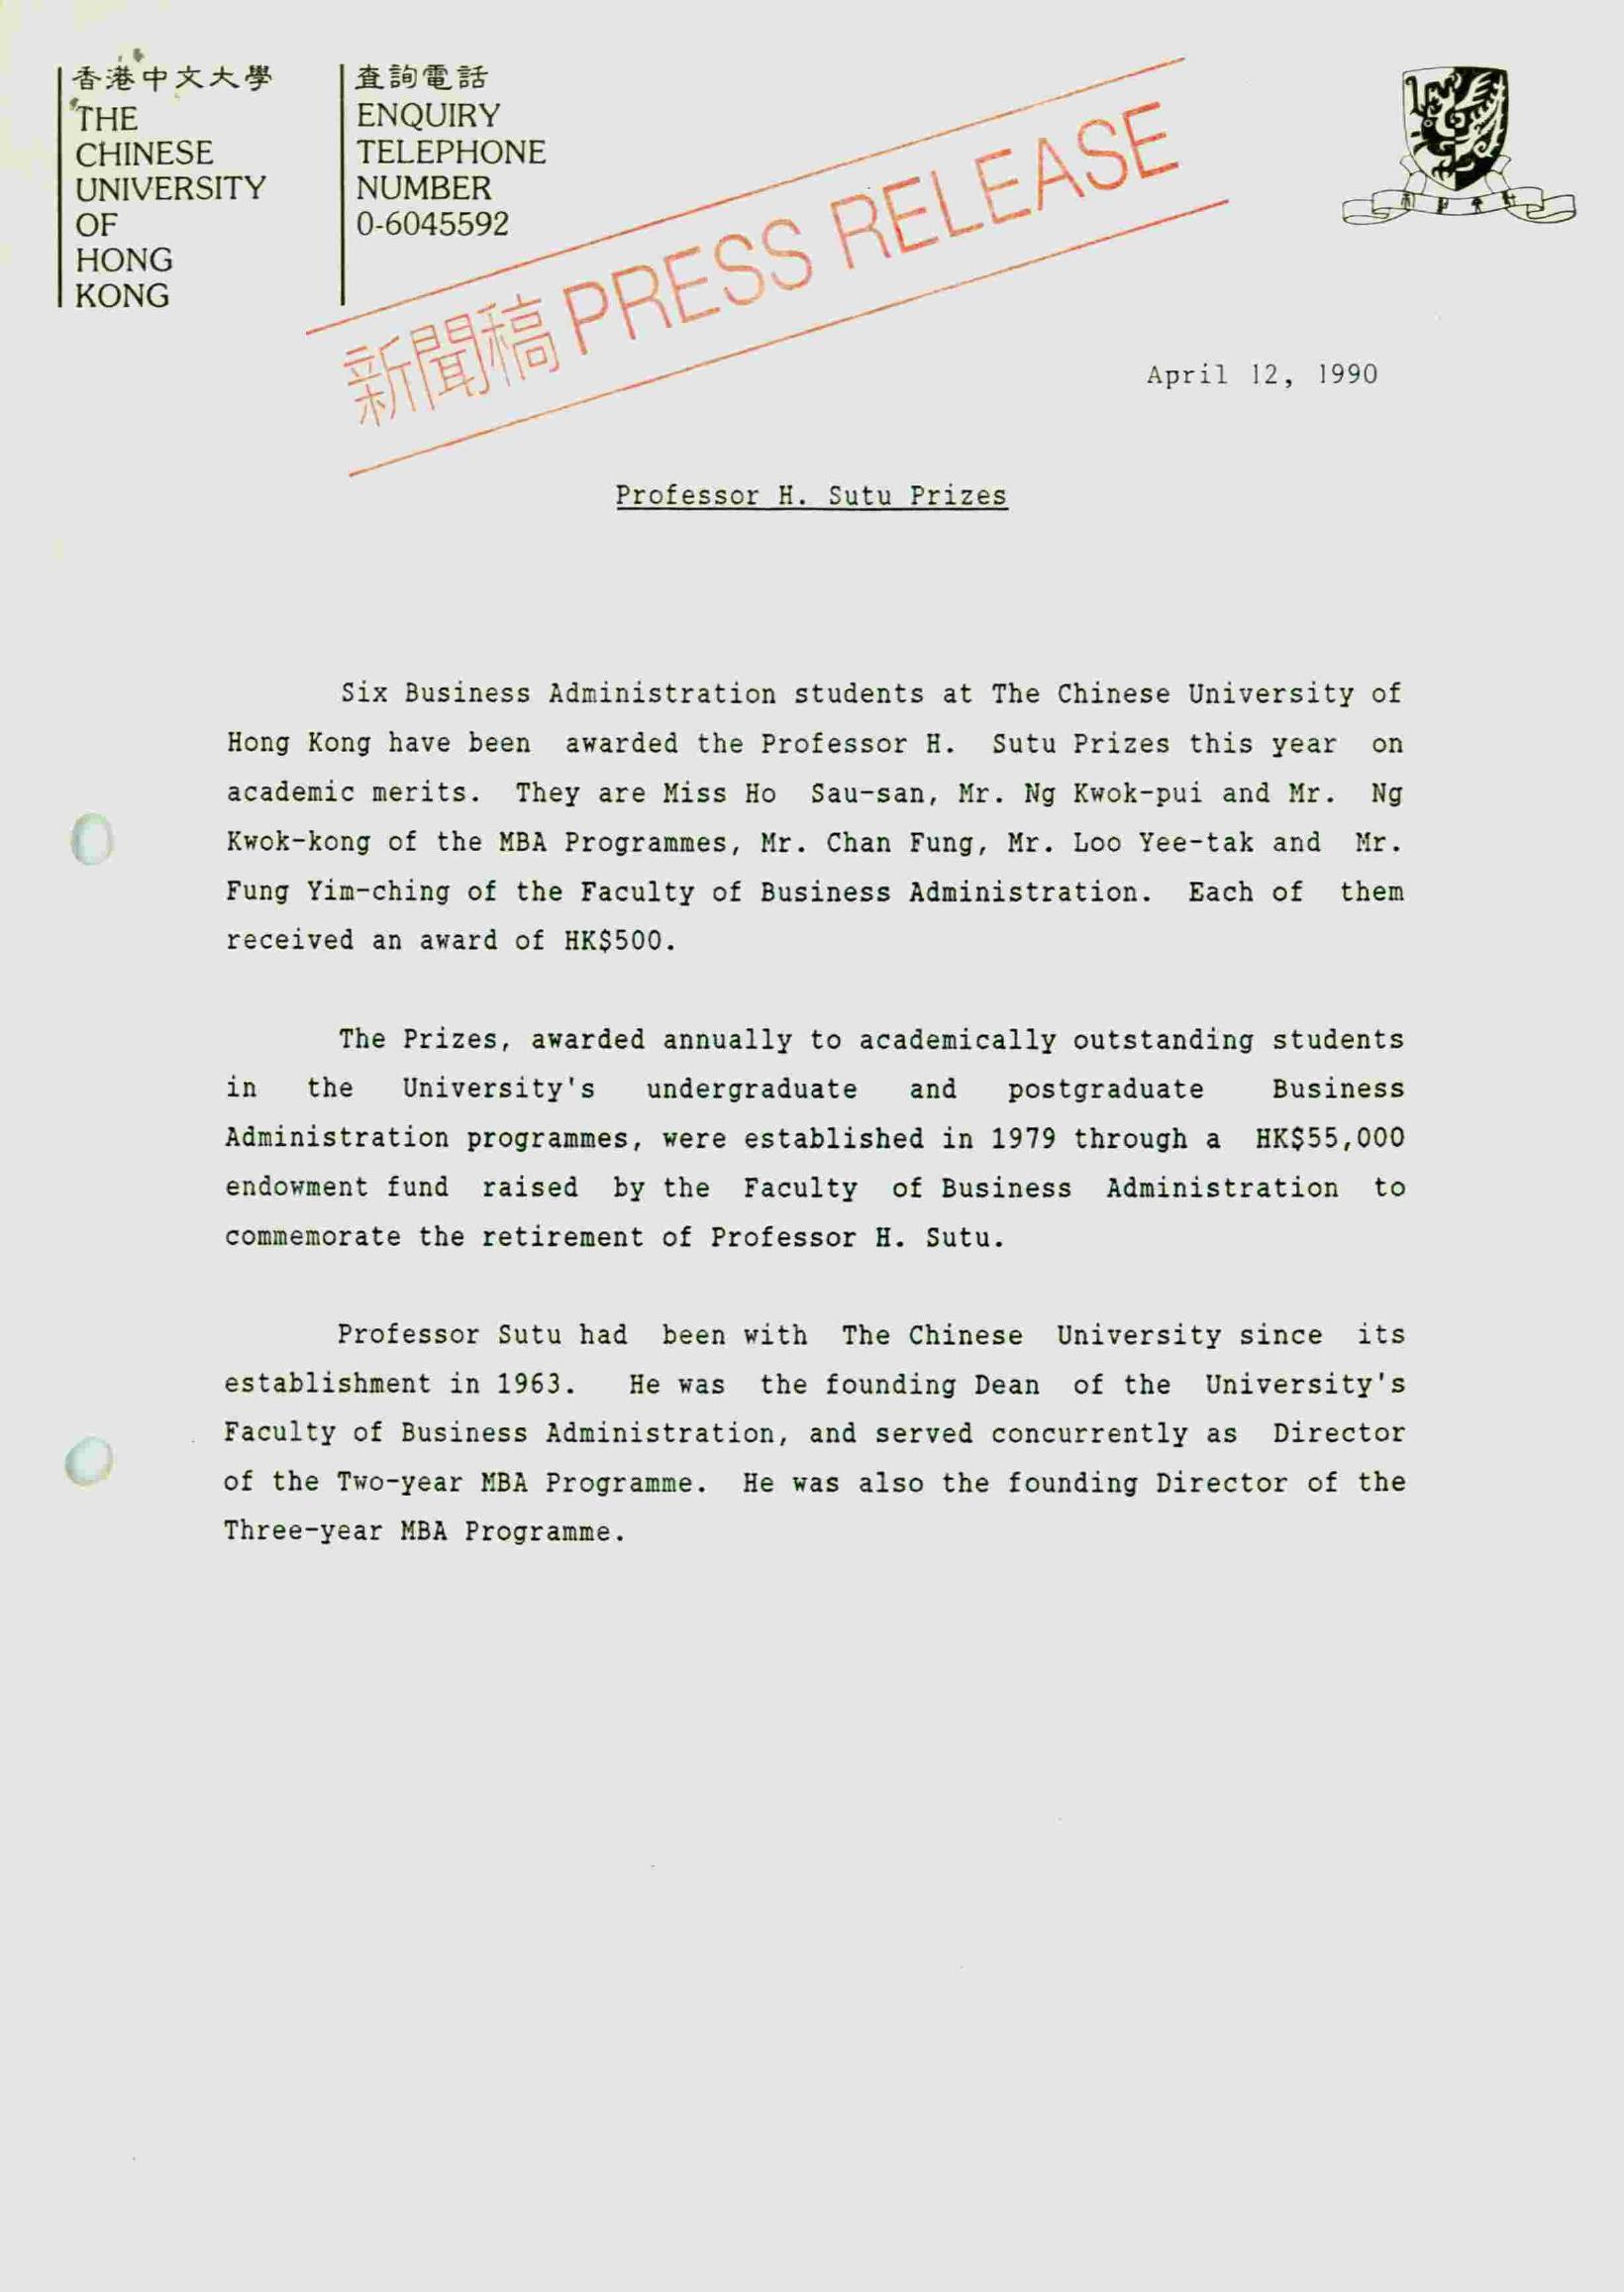 香港中文大學
THE
CHINESE
UNIVERSITY
OF
HONG
KONG
查詢電話
ENQUIRY
TELEPHONE
NUMBER
0-6045592
新聞稿 PRESS RELEASE
April 12, 1990
Professor H. Sutu Prizes
Six Business Administration students at The Chinese University of
Hong Kong have been awarded the Professor H. Sutu Prizes this year on
academic merits. They are Miss Ho Sau-san, Mr. Ng Kwok-pui and Mr. Ng
Kwok-kong of the MBA Programmes, Mr. Chan Fung, Mr. Loo Yee-tak and Mr.
Fung Yim-ching of the Faculty of Business Administration. Each of them
received an award of HK$500.
The Prizes, awarded annually to academically outstanding students
in the University's undergraduate and postgraduate Business
Administration programmes, were established in 1979 through a HK$55,000
endowment fund raised by the Faculty of Business Administration to
commemorate the retirement of Professor H. Sutu.
Professor Sutu had been with The Chinese University since its
establishment in 1963. He was the founding Dean of the University's
Faculty of Business Administration, and served concurrently as Director
of the Two-year MBA Programme. He was also the founding Director of the
Three-year MBA Programme.